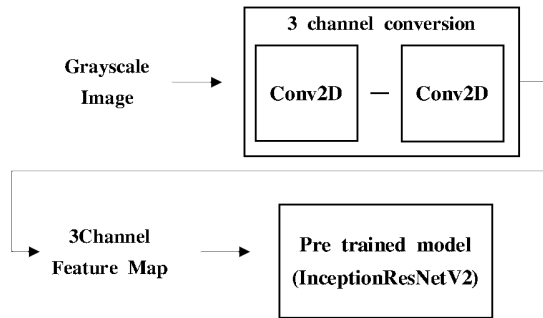 3 channel conversion
Grayscale
Image
Conv2D
Conv2D
3Channel
Feature Map
Pre trained model
(InceptionResNetV2)